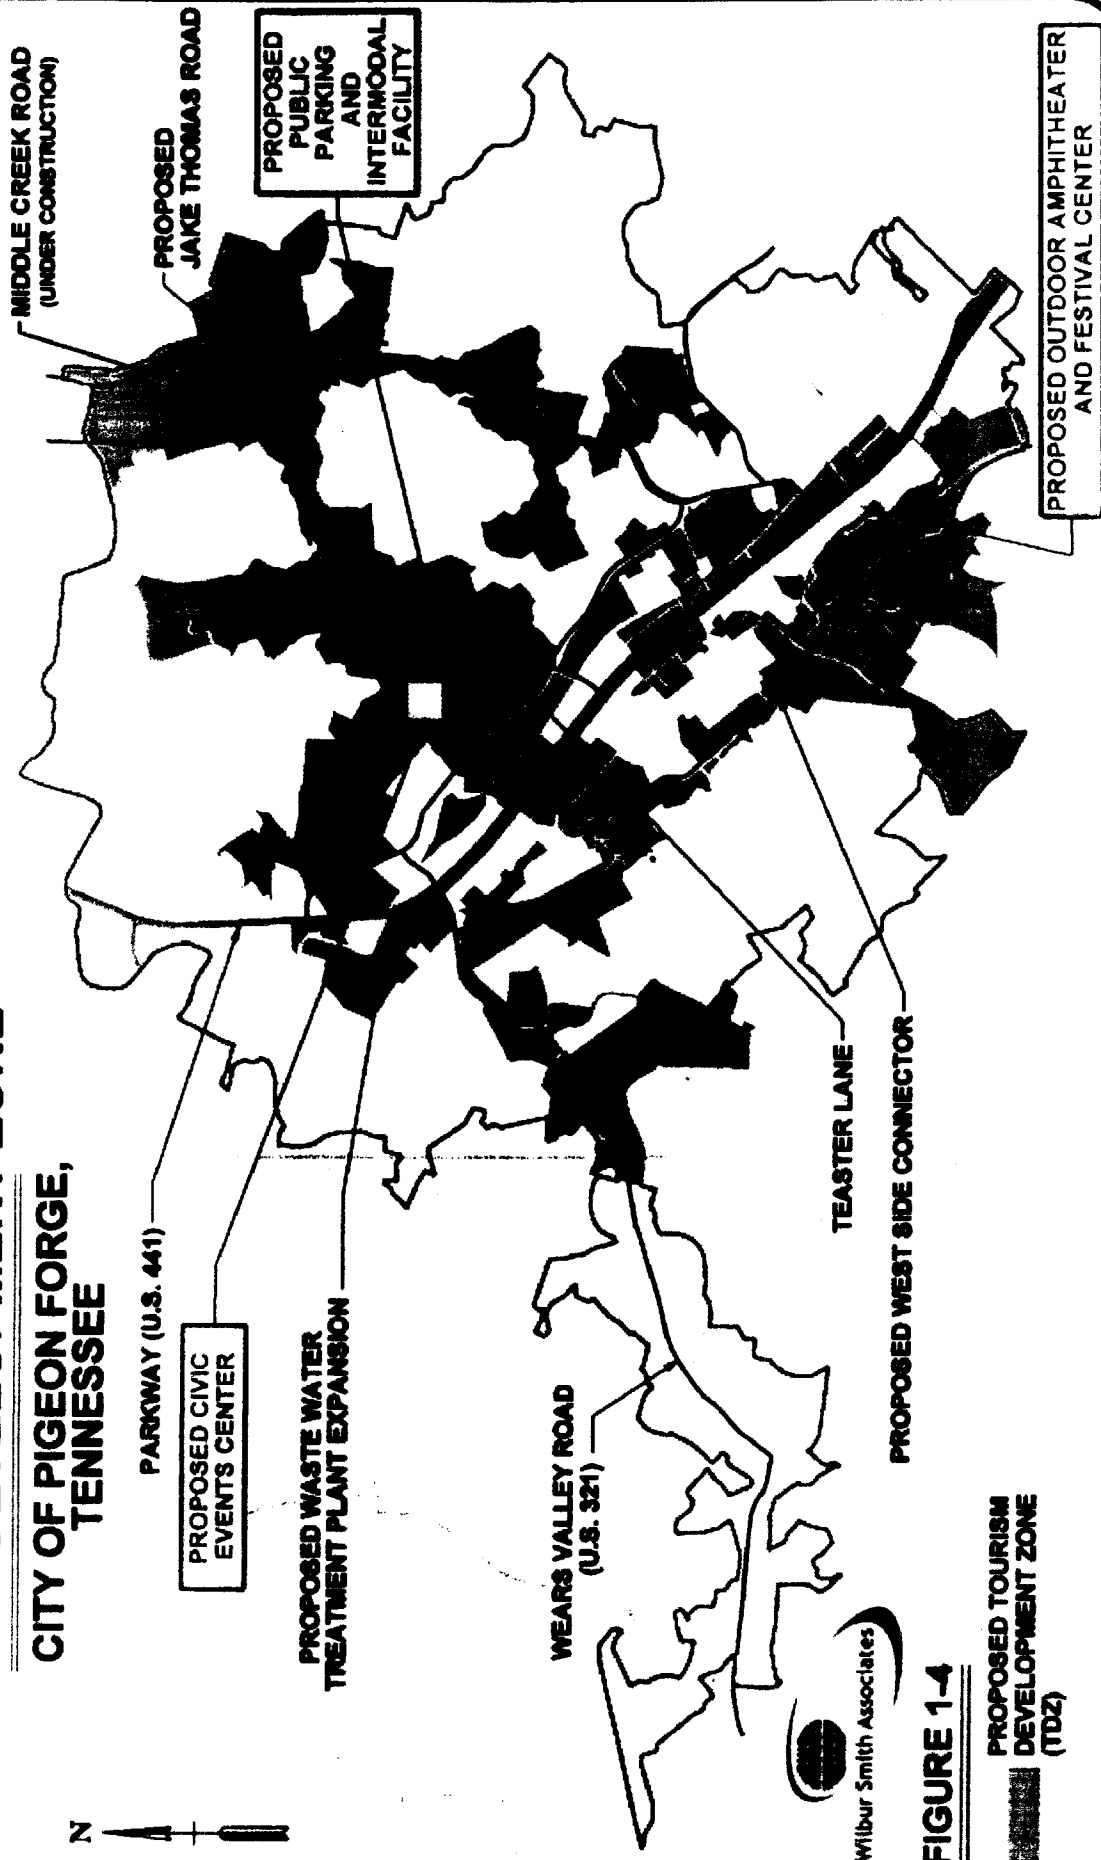 CITY OF PIGEON FORGE,
TENNESSEE
PARKWAY (U.S. 441)
PROPOSED CIVIC
EVENTS CENTER
PROPOSED WASTE WATER
TREATMENT PLANT EXPANSION
MIDDLE CREEK ROAD
(UNDER CONSTRUCTION)
PROPOSED
JAKE THOMAS ROAD
PROPOSED
PUBLIC
PARKING
AND
INTERMODAL
FACILITY
N
WEARS VALLEY ROAD
(U.S. 321)
TEASTER LANE
PROPOSED WEST SIDE CONNECTOR
PROPOSED OUTDOOR AMPHITHEATER
AND FESTIVAL CENTER
Wilbur Smith Associates
FIGURE 1-4
PROPOSED TOURISM
DEVELOPMENT ZONE
(TDZ)